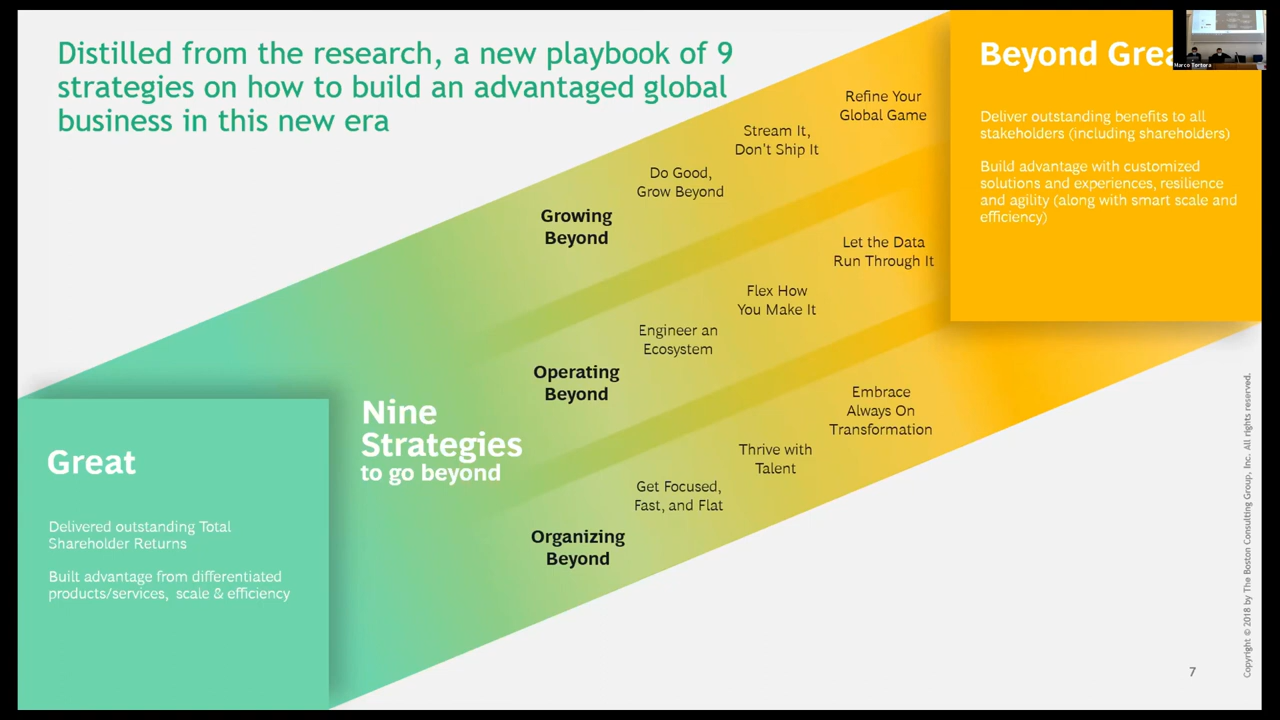 Distilled from the research, a new playbook of 9
strategies on how to build an advantaged global
business in this new era
Beyond Grea
Marco Tortora
Deliver outstanding benefits to all
stakeholders (including shareholders)
Build advantage with customized
solutions and experiences, resilience
and agility (along with smart scale and
efficiency)
Growing
Beyond
Do Good,
Grow Beyond
Stream It,
Don't Ship It
Refine Your
Global Game
Operating
Beyond
Engineer an
Ecosystem
Flex How
You Make It
Let the Data
Run Through It
Organizing
Beyond
Get Focused,
Fast, and Flat
Thrive with
Talent
Embrace
Always On
Transformation
Nine
Strategies
to go beyond
Great
Delivered outstanding Total
Shareholder Returns
Built advantage from differentiated
products/services, scale & efficiency
7
Copyright © 2018 by The Boston Consulting Group, Inc. All rights reserved.